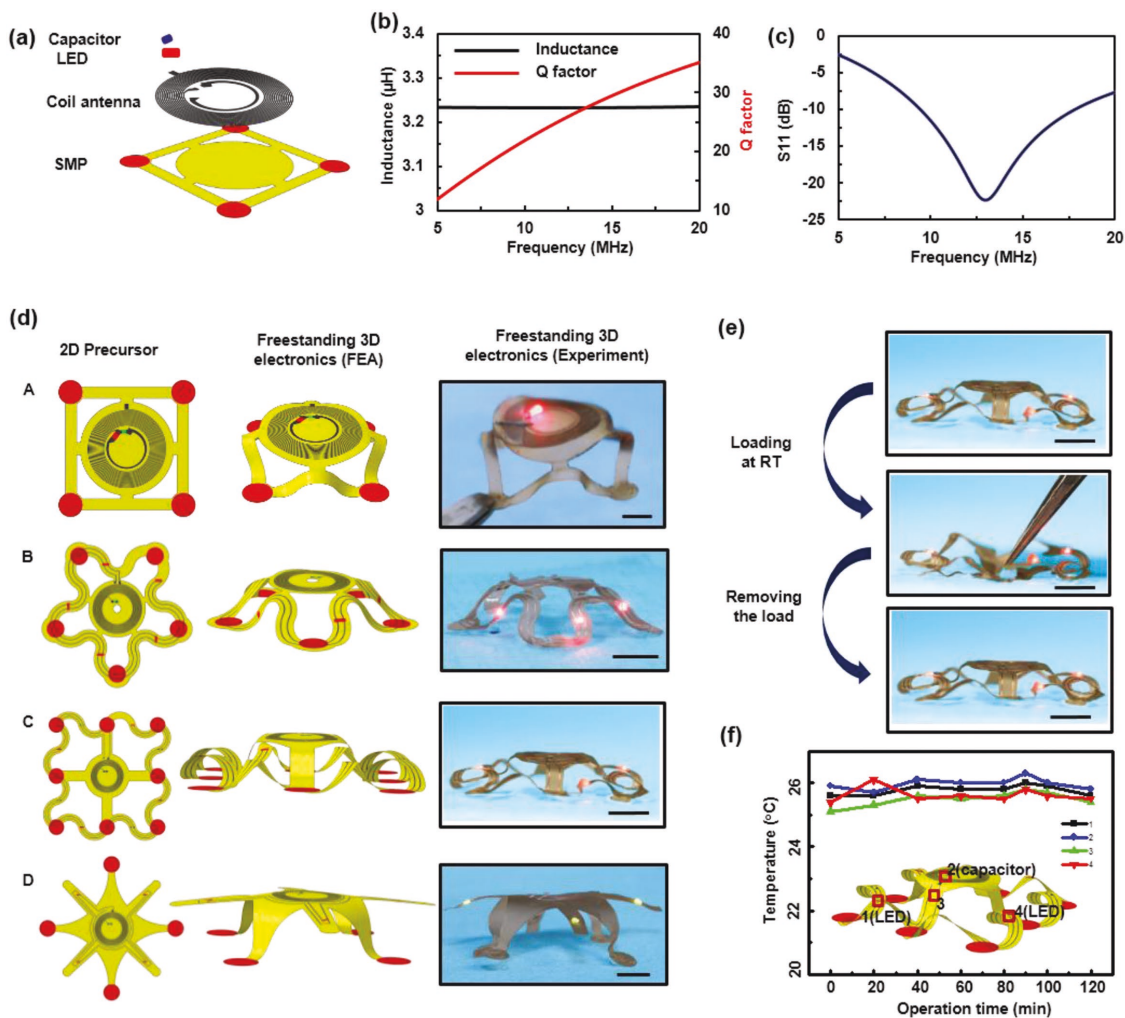 (a)
Capacitor
LED
Coil antenna
SMP
(b)
3.4
3.3
3.2
3.1
3
Inductance (µH)
Inductance
Q factor
40
30
20
10
Q factor
5
10
15
20
Frequency (MHz)
(c)
0
-5
-10
-15
-20
-25
S11 (dB)
5
10
15
20
Frequency (MHz)
(d)
2D Precursor
Freestanding 3D
electronics (FEA)
Freestanding 3D
electronics (Experiment)
A
B
C
D
(e)
Loading
at RT
Removing
the load
(f)
26
24
22
20
Temperature (°C)
1
2
3
4
2(capacitor)
1(LED)
3
4(LED)
0
20
40
60
80
100
120
Operation time (min)